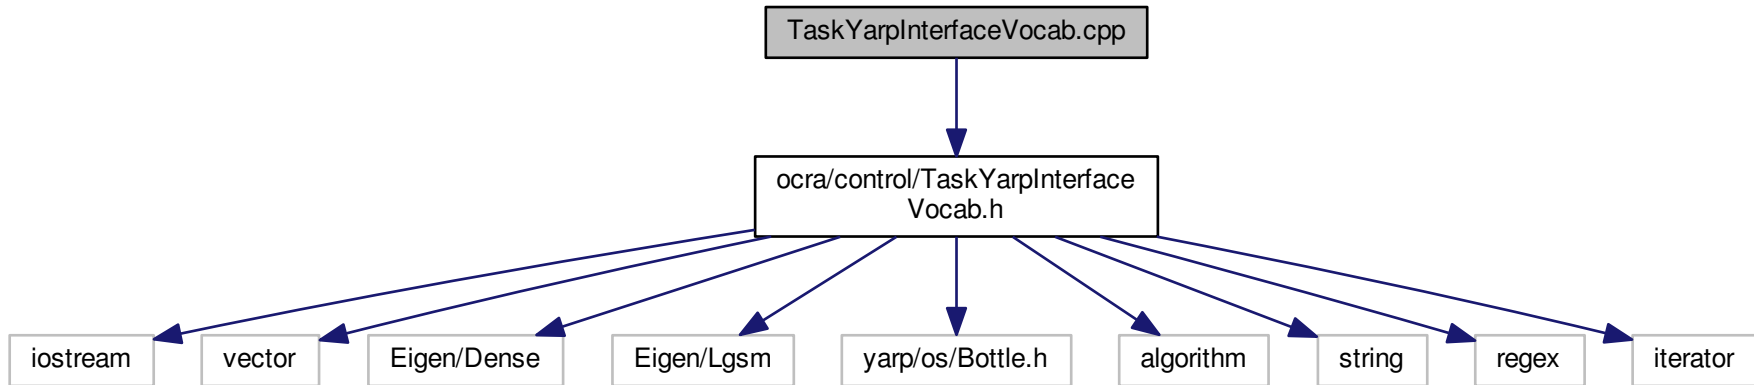 TaskYarpInterfaceVocab.cpp
ocra/control/TaskYarpInterface
Vocab.h
iostream
vector
Eigen/Dense
Eigen/Lgsm
yarp/os/Bottle.h
algorithm
string
regex
iterator